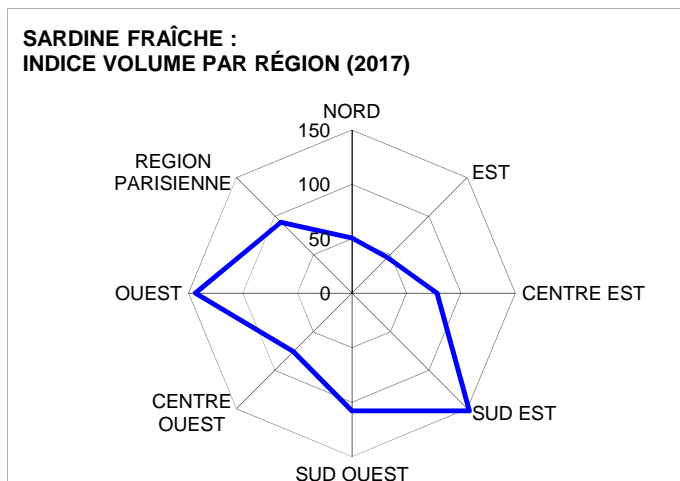 SARDINE FRAÎCHE :
INDICE VOLUME PAR RÉGION (2017)
NORD
150
REGION
PARISIENNE
EST
100
50
OUEST
0
CENTRE EST
CENTRE
OUEST
SUD EST
SUD OUEST